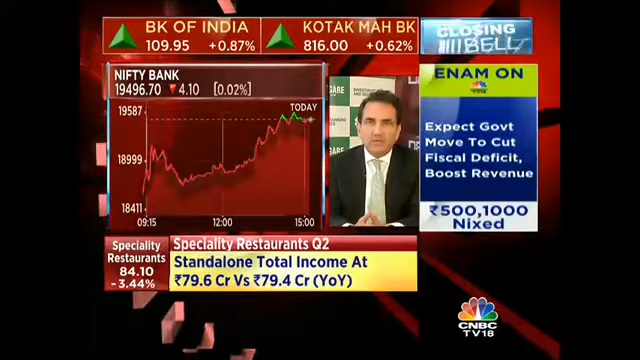 BK OF INDIA
109.95 +0.87%
KOTAK MAH BK
816.00 +0.62%
CLOSING
BELL
NIFTY BANK
19496.70 4.10 [0.02%]
TODAY
19587
18999
18411
09:15 12:00 15:00
ENAM ON
Expect Govt
Move To Cut
Fiscal Deficit,
Boost Revenue
₹500,1000
Nixed
Speciality
Restaurants
84.10
-3.44%
Speciality Restaurants Q2
Standalone Total Income At
₹79.6 Cr Vs ₹79.4 Cr (YoY)
CNBC
TV18